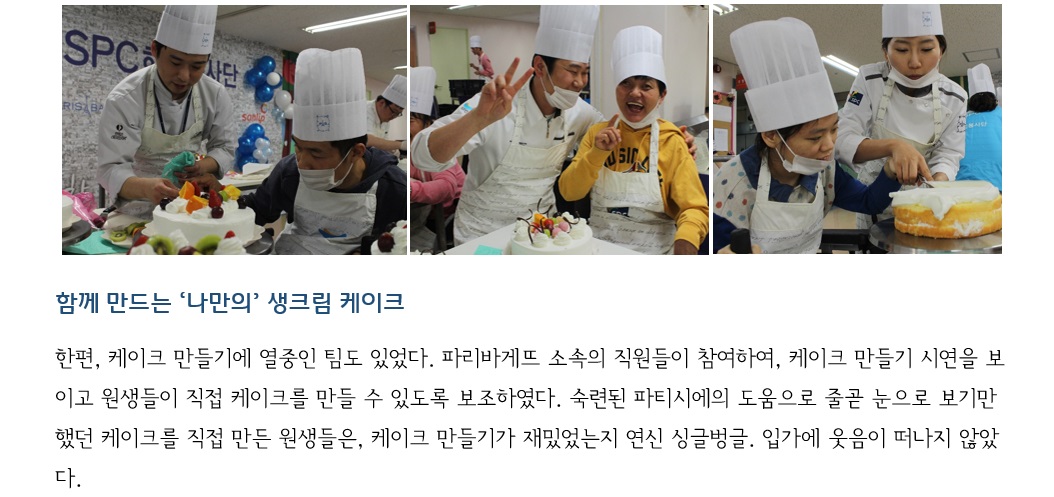 SPC
사단
함께 만드는 ‘나만의’ 생크림 케이크
한편, 케이크 만들기에 열중인 팀도 있었다. 파리바게뜨 소속의 직원들이 참여하여, 케이크 만들기 시연을 보
이고 원생들이 직접 케이크를 만들 수 있도록 보조하였다. 숙련된 파티시에의 도움으로 줄곧 눈으로 보기만
했던 케이크를 직접 만든 원생들은, 케이크 만들기가 재밌었는지 연신 싱글벙글. 입가에 웃음이 떠나지 않았
다.